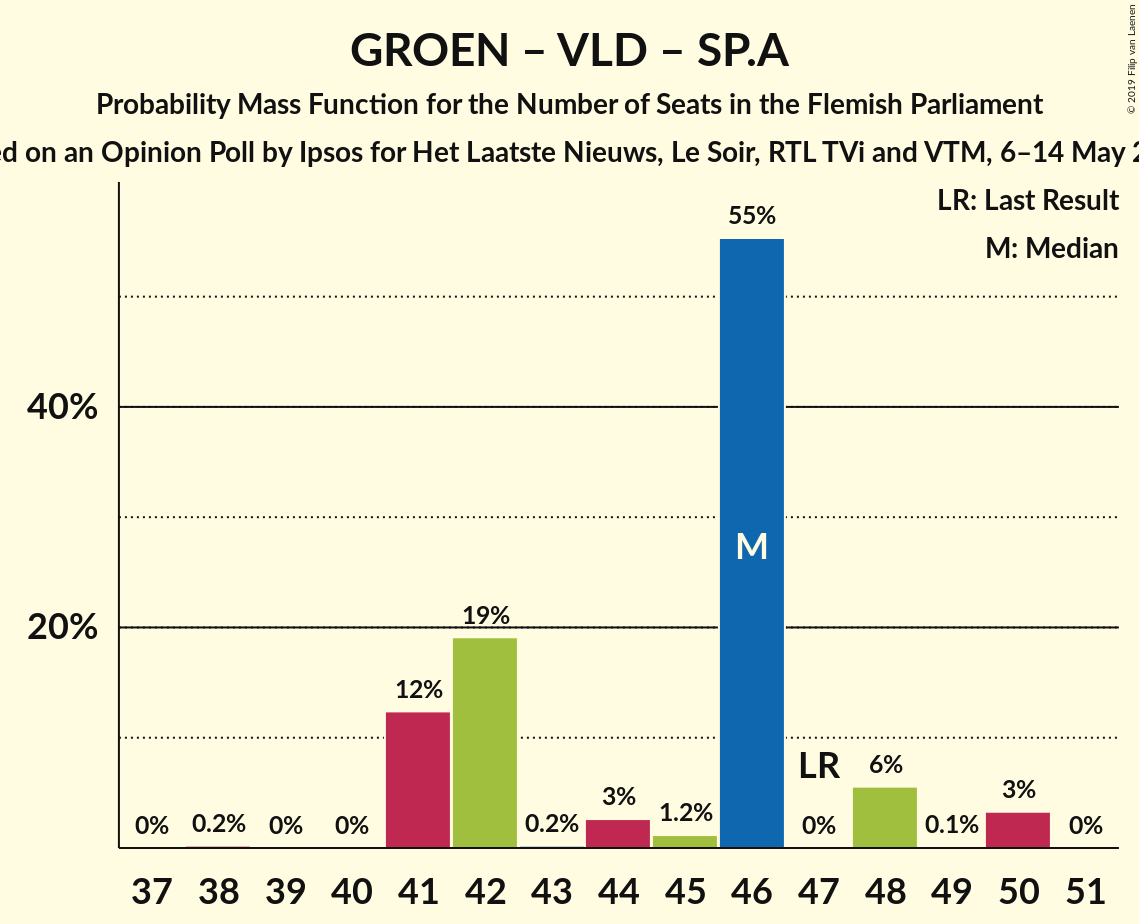 GROEN – VLD – SP.A
Probability Mass Function for the Number of Seats in the Flemish Parliament
on an Opinion Poll by Ipsos for Het Laatste Nieuws, Le Soir, RTL TVi and VTM, 6–14 May
© 2019 Filip van Laenen
LR: Last Result
M: Median
55%
40%
M
20%
19%
12%
LR
6%
3%
1.2%
3%
0% 0.2% 0% 0% 0.2% 0% 0.1% 0%
37 38 39 40 41 42 43 44 45 46 47 48 49 50 51